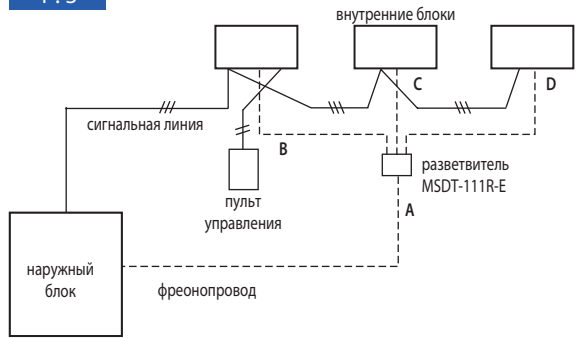 внутренние блоки
C
D
сигнальная линия
B
разветвитель
MSDT-111R-E
пульт
управления
A
наружный
блок
фреонопровод